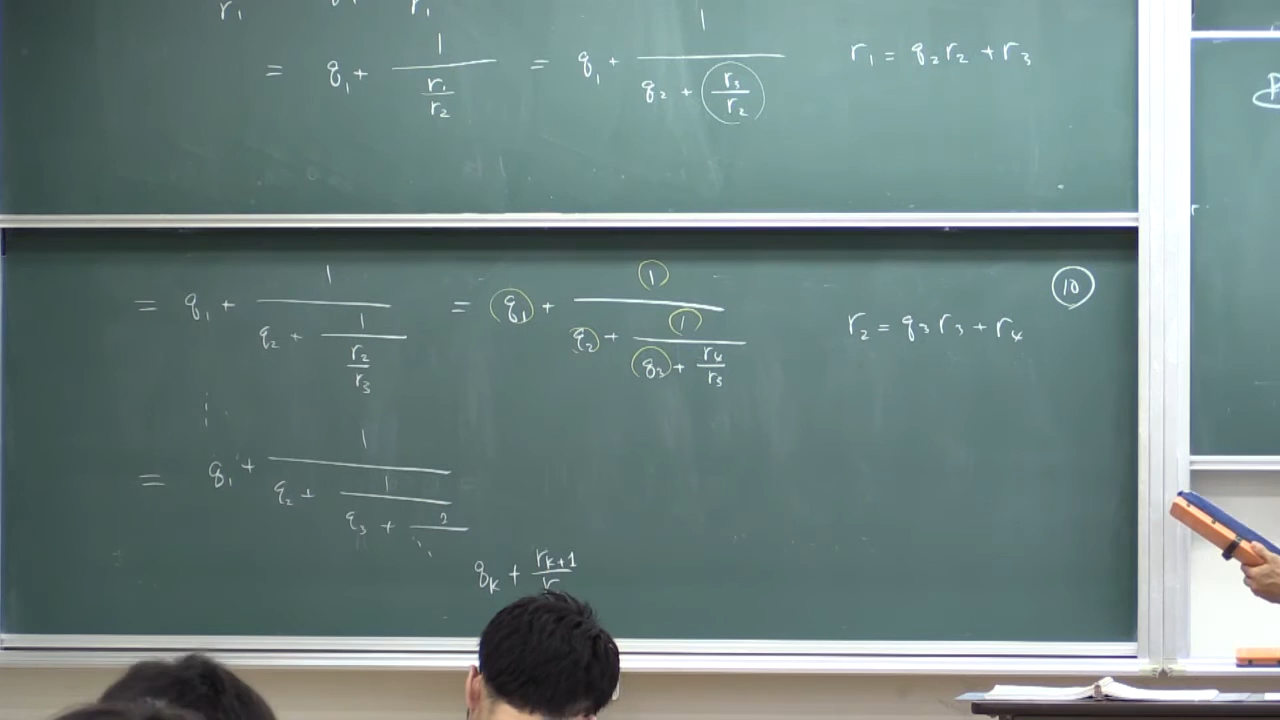 r₁ r₁
= q₁ + 1/(r₁/r₂) = q₁ + 1/(q₂ + r₃/r₂) r₁ = q₂r₂ + r₃
⑩
= q₁ + 1/(q₂ + 1/(r₂/r₃)) = q₁ + 1/(q₂ + 1/(q₃ + r₄/r₃)) r₂ = q₃r₃ + r₄
⋮
= q₁ + 1/(q₂ + 1/(q₃ + ⋱
q_k + r_{k+1}/r